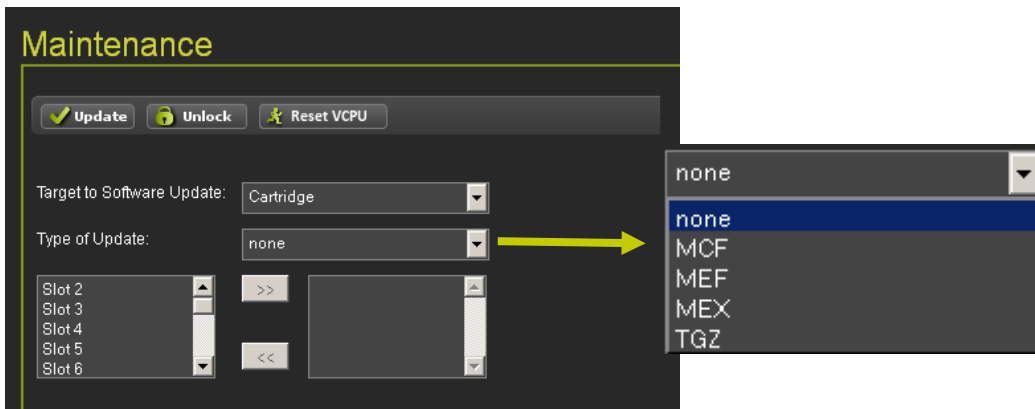 Maintenance
Update Unlock Reset VCPU
Target to Software Update: Cartridge
Type of Update: none
Slot 2
Slot 3
Slot 4
Slot 5
Slot 6
>>
<<
none
none
MCF
MEF
MEX
TGZ